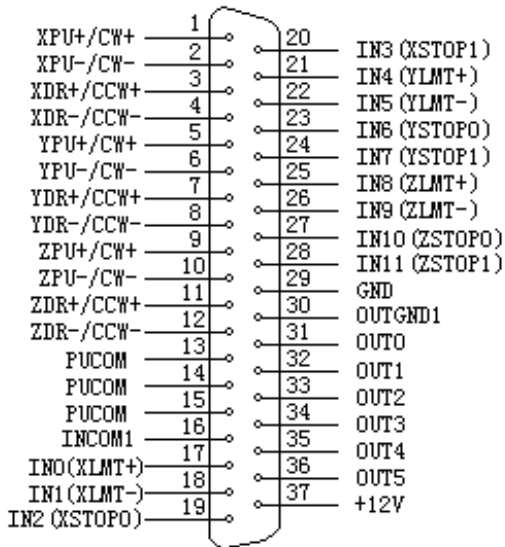 XPU+/CW+ 1
XPU-/CW- 2
XDR+/CCW+ 3
XDR-/CCW- 4
YPU+/CW+ 5
YPU-/CW- 6
YDR+/CCW+ 7
YDR-/CCW- 8
ZPU+/CW+ 9
ZPU-/CW- 10
ZDR+/CCW+ 11
ZDR-/CCW- 12
PUCOM 13
PUCOM 14
PUCOM 15
INCOM1 16
IN0(XLMT+) 17
IN1(XLMT-) 18
IN2(XSTOP0) 19
20 IN3(XSTOP1)
21 IN4(YLMT+)
22 IN5(YLMT-)
23 IN6(YSTOP0)
24 IN7(YSTOP1)
25 IN8(ZLMT+)
26 IN9(ZLMT-)
27 IN10(ZSTOP0)
28 IN11(ZSTOP1)
29 GND
30 OUTGND1
31 OUT0
32 OUT1
33 OUT2
34 OUT3
35 OUT4
36 OUT5
37 +12V